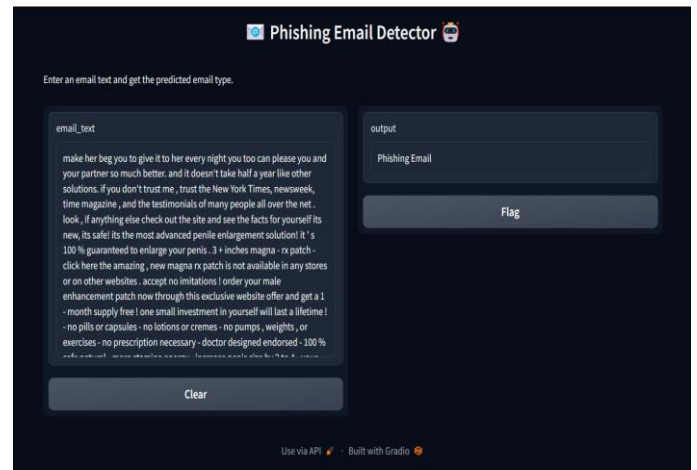 📧 Phishing Email Detector 🤖
Enter an email text and get the predicted email type.
email_text
make her beg you to give it to her every night you too can please you and
your partner so much better. and it doesn't take half a year like other
solutions. if you don't trust me , trust the New York Times, newsweek,
time magazine , and the testimonials of many people all over the net .
look , if anything else check out the site and see the facts for yourself its
new, its safe! its the most advanced penile enlargement solution! it ' s
100 % guaranteed to enlarge your penis . 3 + inches magna - rx patch -
click here the amazing , new magna rx patch is not available in any stores
or on other websites . accept no imitations ! order your male
enhancement patch now through this exclusive website offer and get a 1
- month supply free ! one small investment in yourself will last a lifetime !
- no pills or capsules - no lotions or cremes - no pumps , weights , or
exercises - no prescription necessary - doctor designed endorsed - 100 %
Clear
output
Phishing Email
Flag
Use via API 🚀 · Built with Gradio